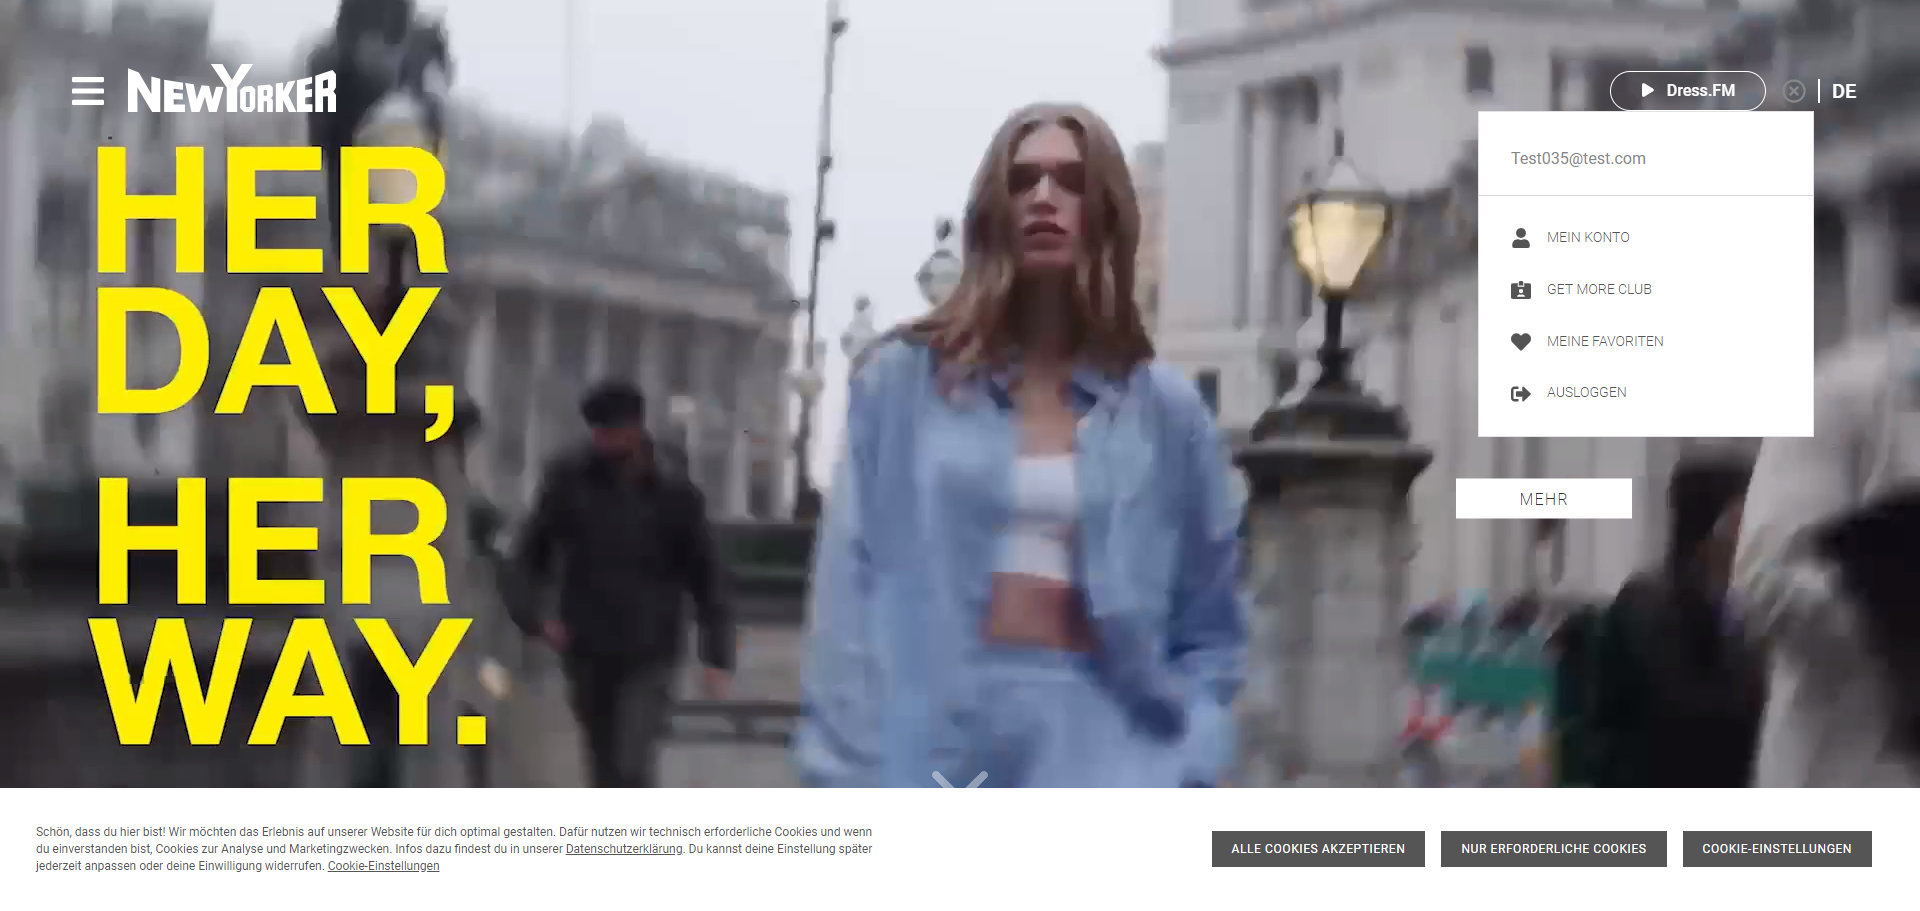 NEWYORKER
Dress.FM
DE
HER
DAY,
HER
WAY.
Test035@test.com
MEIN KONTO
GET MORE CLUB
MEINE FAVORITEN
AUSLOGGEN
MEHR
Schön, dass du hier bist! Wir möchten das Erlebnis auf unserer Website für dich optimal gestalten. Dafür nutzen wir technisch erforderliche Cookies und wenn
du einverstanden bist, Cookies zur Analyse und Marketingzwecken. Infos dazu findest du in unserer Datenschutzerklärung. Du kannst deine Einstellung später
jederzeit anpassen oder deine Einwilligung widerrufen. Cookie-Einstellungen
ALLE COOKIES AKZEPTIEREN
NUR ERFORDERLICHE COOKIES
COOKIE-EINSTELLUNGEN